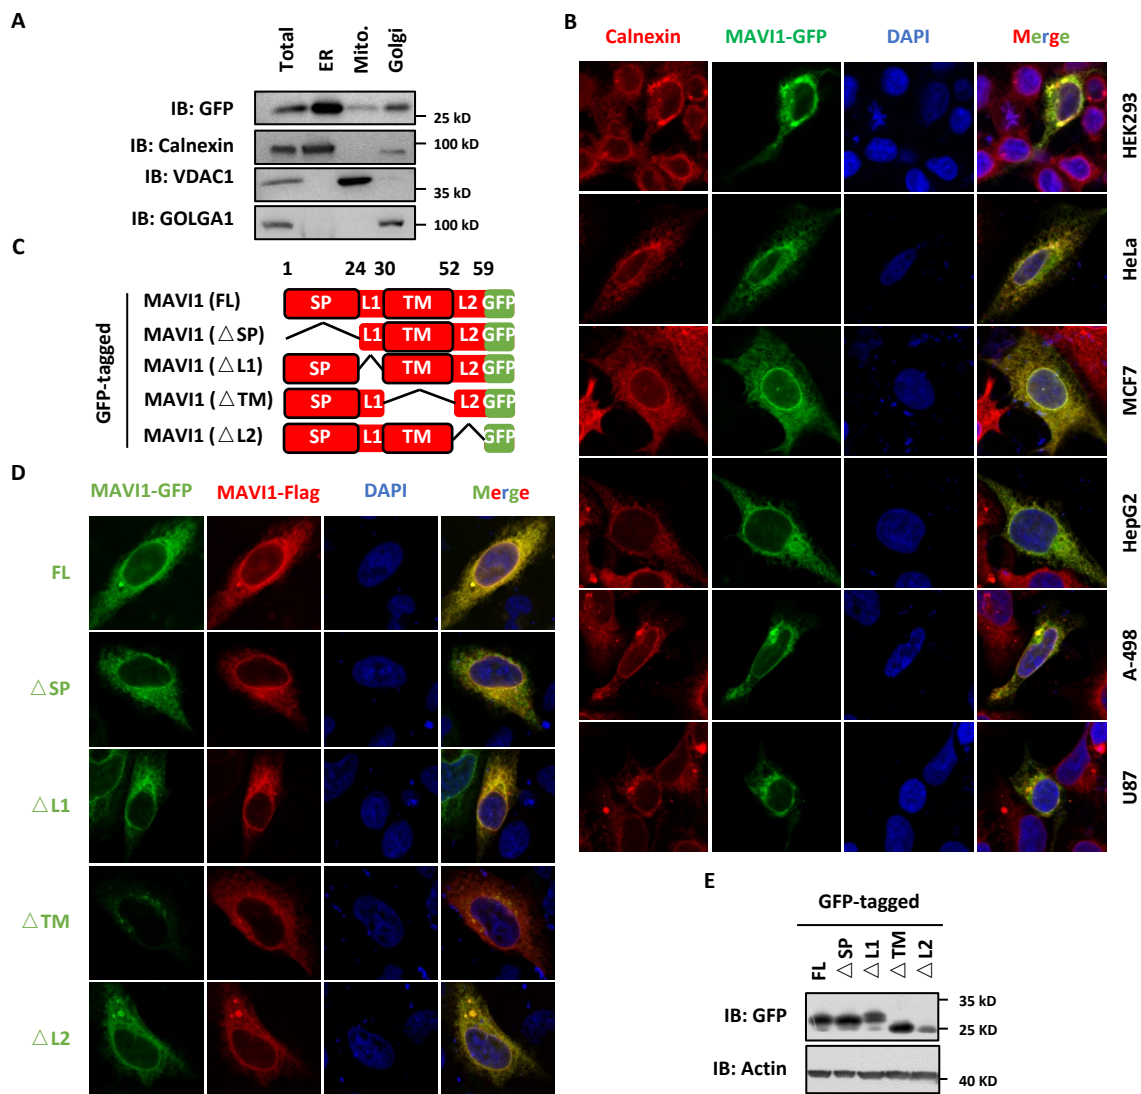 A
Total
ER
Mito.
Golgi
IB: GFP
25 kD
IB: Calnexin
100 kD
IB: VDAC1
35 kD
IB: GOLGA1
100 kD
B
Calnexin
MAVI1-GFP
DAPI
Merge
HEK293
HeLa
MCF7
HepG2
A-498
U87
C
1 24 30 52 59
GFP-tagged
MAVI1 (FL)
SP L1 TM L2 GFP
MAVI1 (△SP)
L1 TM L2 GFP
MAVI1 (△L1)
SP TM L2 GFP
MAVI1 (△TM)
SP L1 L2 GFP
MAVI1 (△L2)
SP L1 TM GFP
D
MAVI1-GFP
MAVI1-Flag
DAPI
Merge
FL
△SP
△L1
△TM
△L2
E
GFP-tagged
FL
△SP
△L1
△TM
△L2
35 kD
IB: GFP
25 KD
IB: Actin
40 KD